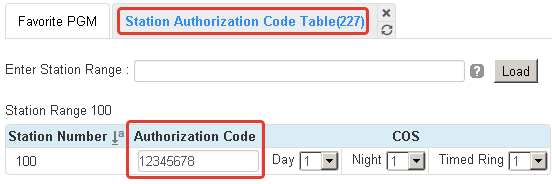 Favorite PGM
Station Authorization Code Table(227)
Enter Station Range : ? Load
Station Range 100
Station Number Authorization Code COS
100 12345678 Day 1 Night 1 Timed Ring 1